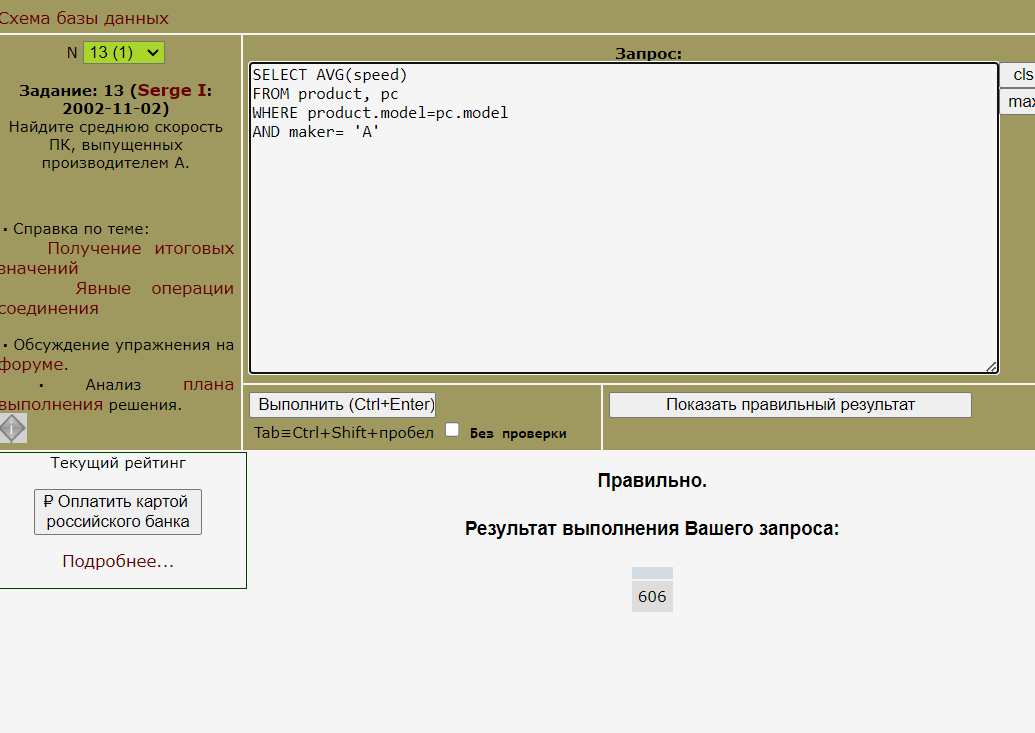 Схема базы данных
N 13 (1)
Задание: 13 (Serge I:
2002-11-02)
Найдите среднюю скорость
ПК, выпущенных
производителем A.
• Справка по теме:
Получение итоговых
значений
Явные операции
соединения
• Обсуждение упражнения на
форуме.
• Анализ плана
выполнения решения.
Запрос:
SELECT AVG(speed)
FROM product, pc
WHERE product.model=pc.model
AND maker= 'A'
cls
max
Выполнить (Ctrl+Enter)
Tab≡Ctrl+Shift+пробел Без проверки
Показать правильный результат
Текущий рейтинг
₽ Оплатить картой
российского банка
Подробнее...
Правильно.
Результат выполнения Вашего запроса:
606